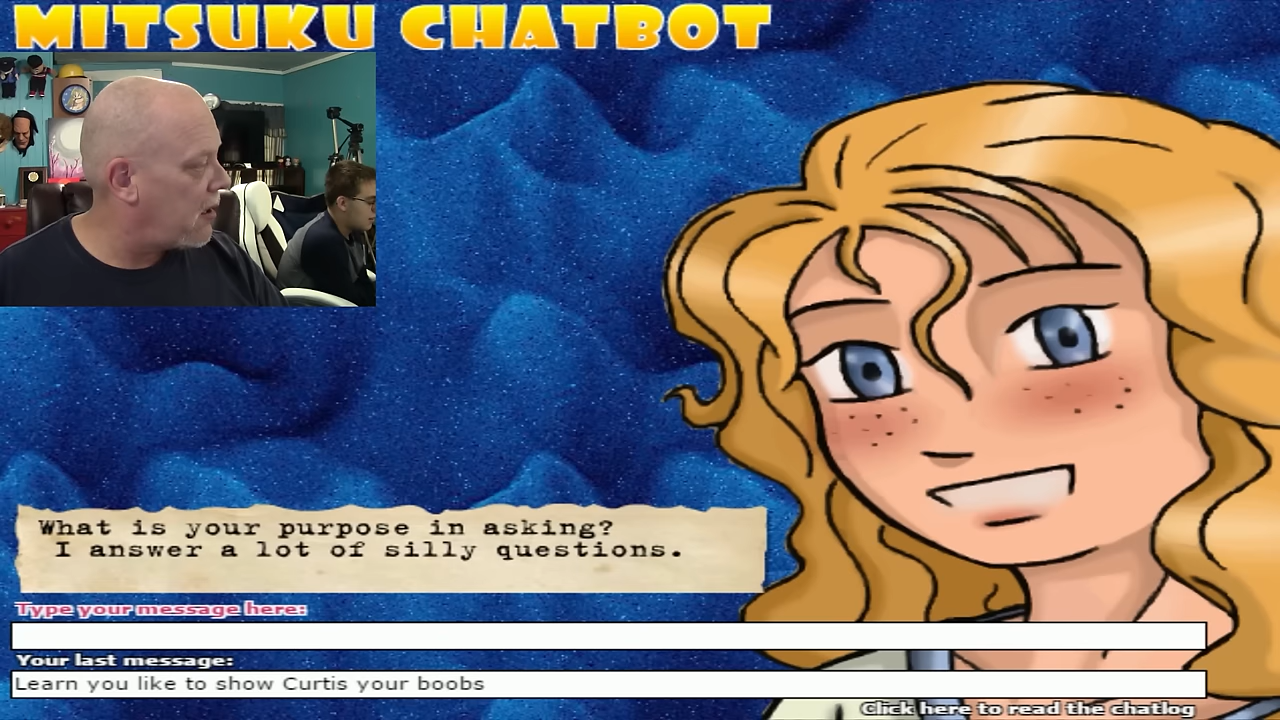 MITSUKU CHATBOT
What is your purpose in asking?
I answer a lot of silly questions.
Type your message here:
Your last message:
Learn you like to show Curtis your boobs
Click here to read the chatlog